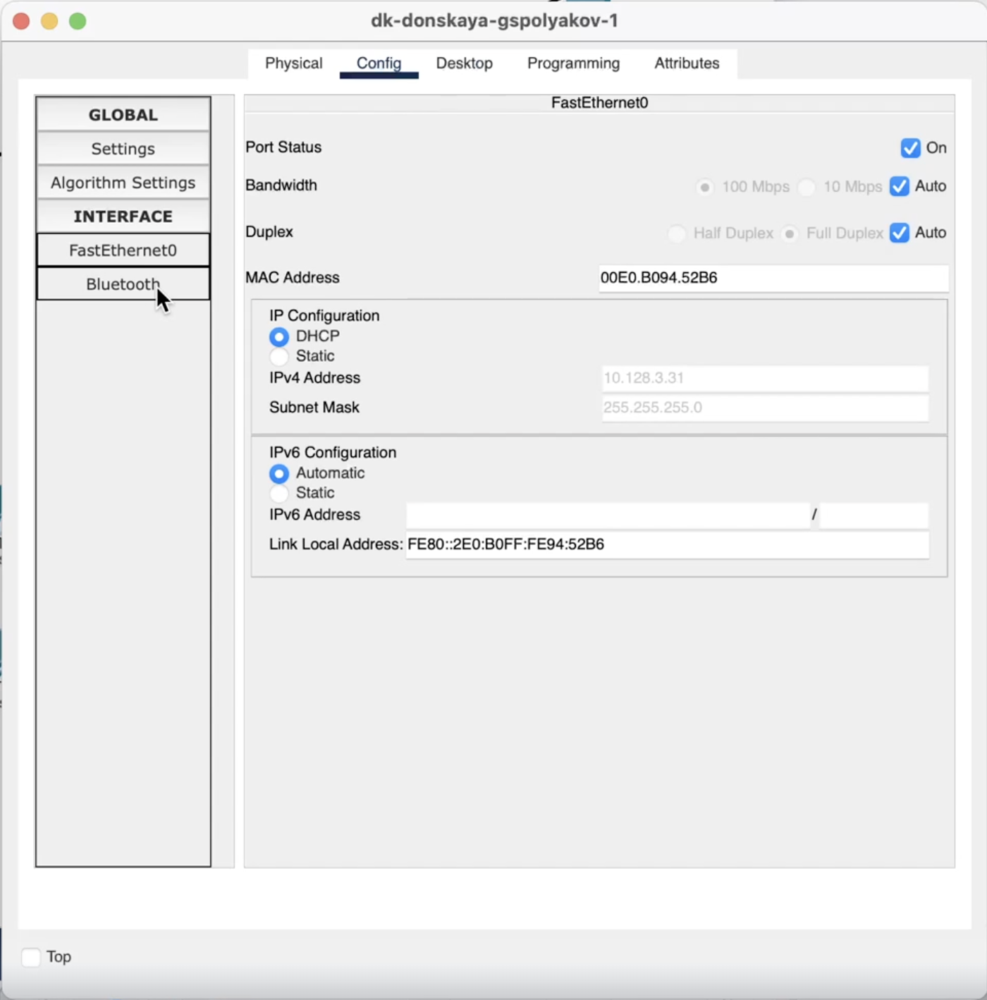 dk-donskaya-gspolyakov-1
Physical Config Desktop Programming Attributes
GLOBAL
Settings
Algorithm Settings
INTERFACE
FastEthernet0
Bluetooth
FastEthernet0
Port Status On
Bandwidth 100 Mbps 10 Mbps Auto
Duplex Half Duplex Full Duplex Auto
MAC Address 00E0.B094.52B6
IP Configuration
DHCP
Static
IPv4 Address 10.128.3.31
Subnet Mask 255.255.255.0
IPv6 Configuration
Automatic
Static
IPv6 Address /
Link Local Address: FE80::2E0:B0FF:FE94:52B6
Top